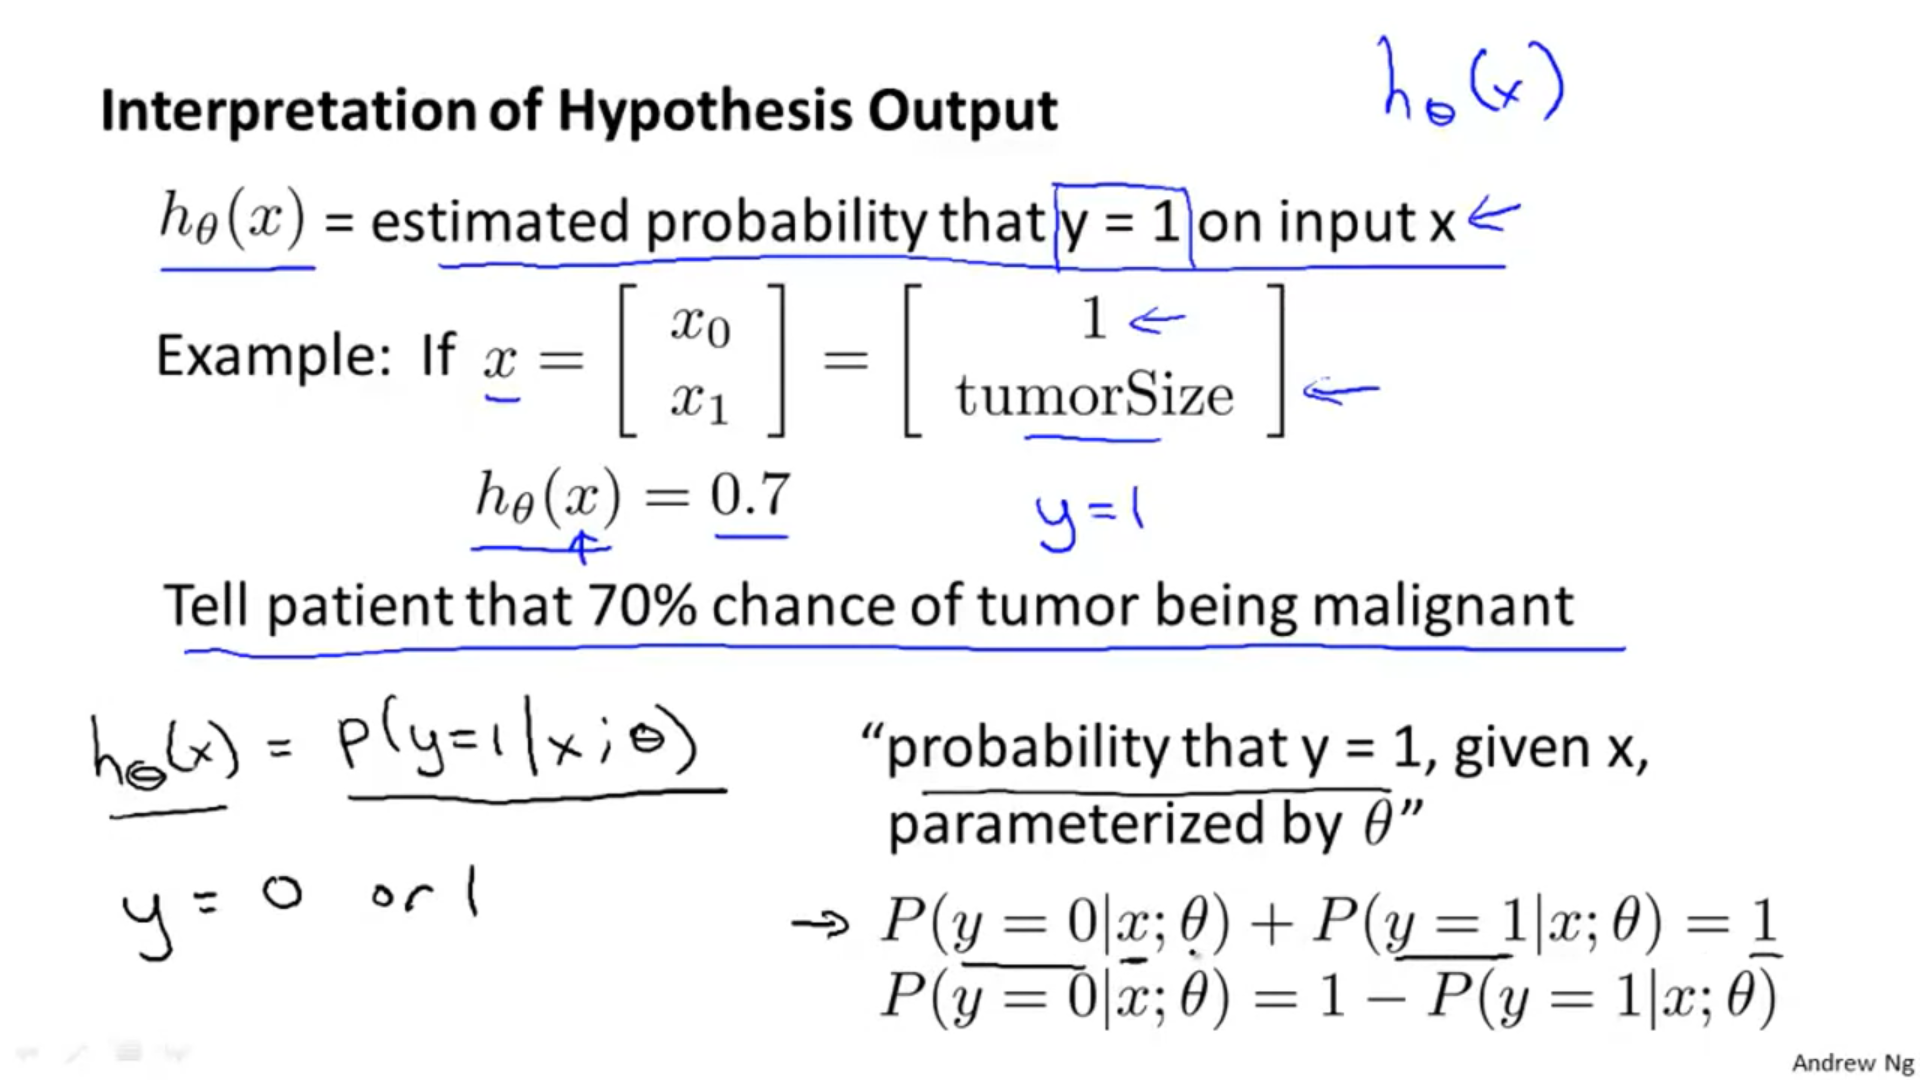 hθ(x)
Interpretation of Hypothesis Output
hθ(x) = estimated probability that y = 1 on input x ←
Example: If x = [ x0 x1 ] = [ 1 ← tumorSize ] ←
hθ(x) = 0.7
y=1
Tell patient that 70% chance of tumor being malignant
hθ(x) = P(y=1|x;θ)
“probability that y = 1, given x,
parameterized by θ”
y = 0 or 1
→ P(y = 0|x; θ) + P(y = 1|x; θ) = 1
P(y = 0|x; θ) = 1 − P(y = 1|x; θ)
Andrew Ng